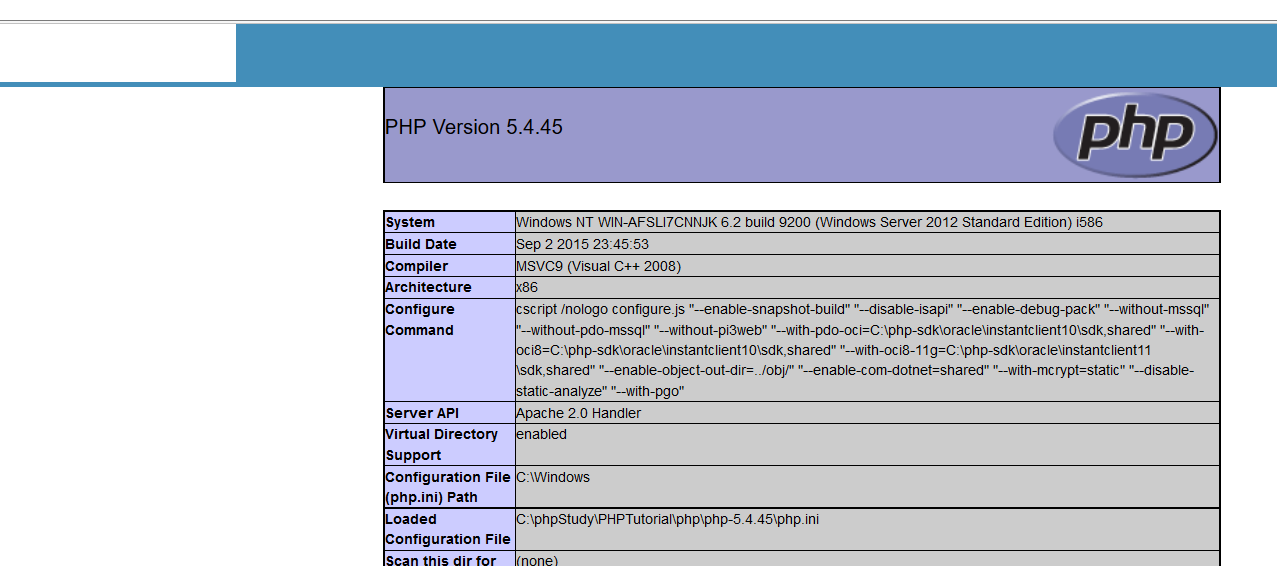 PHP Version 5.4.45
php
System Windows NT WIN-AFSLI7CNNJK 6.2 build 9200 (Windows Server 2012 Standard Edition) i586
Build Date Sep 2 2015 23:45:53
Compiler MSVC9 (Visual C++ 2008)
Architecture x86
Configure Command
cscript /nologo configure.js "--enable-snapshot-build" "--disable-isapi" "--enable-debug-pack" "--without-mssql"
"--without-pdo-mssql" "--without-pi3web" "--with-pdo-oci=C:\php-sdk\oracle\instantclient10\sdk,shared" "--with-
oci8=C:\php-sdk\oracle\instantclient10\sdk,shared" "--with-oci8-11g=C:\php-sdk\oracle\instantclient11
\sdk,shared" "--enable-object-out-dir=../obj/" "--enable-com-dotnet=shared" "--with-mcrypt=static" "--disable-
static-analyze" "--with-pgo"
Server API Apache 2.0 Handler
Virtual Directory Support enabled
Configuration File (php.ini) Path C:\Windows
Loaded Configuration File C:\phpStudy\PHPTutorial\php\php-5.4.45\php.ini
Scan this dir for (none)